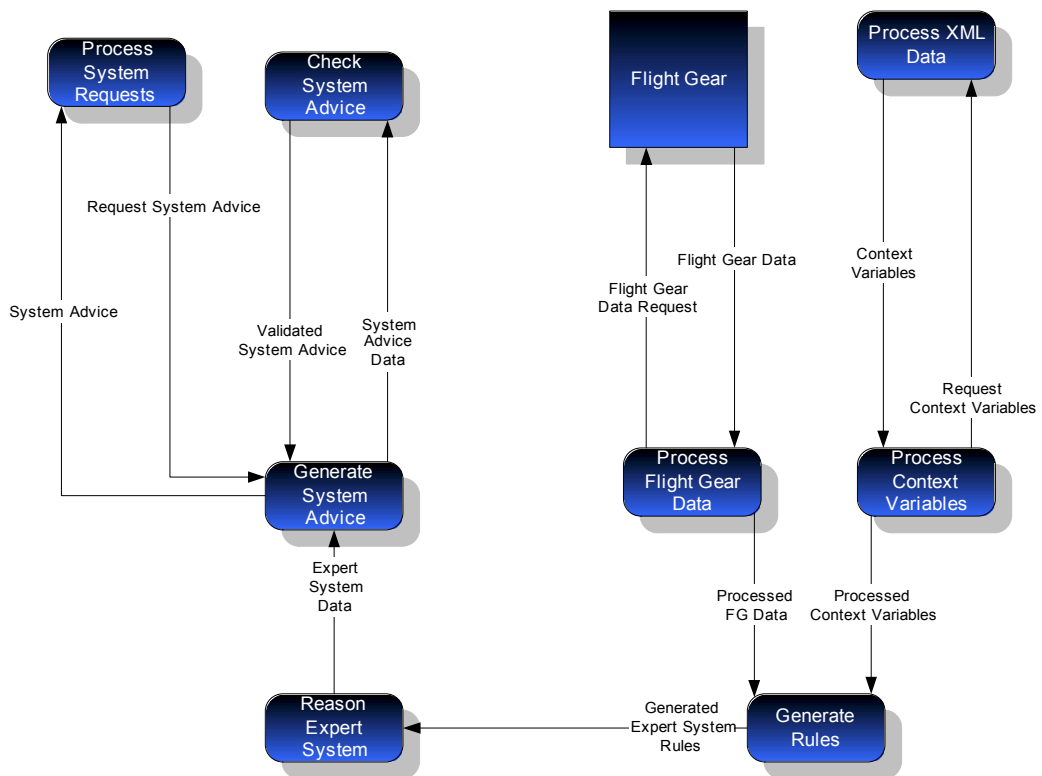 Process
System
Requests
Check
System
Advice
Flight Gear
Process XML
Data
Request System Advice
System Advice
Validated
System Advice
System
Advice
Data
Flight Gear
Data Request
Flight Gear Data
Context
Variables
Request
Context Variables
Generate
System
Advice
Process
Flight Gear
Data
Process
Context
Variables
Expert
System
Data
Processed
FG Data
Processed
Context Variables
Reason
Expert
System
Generated
Expert System
Rules
Generate
Rules